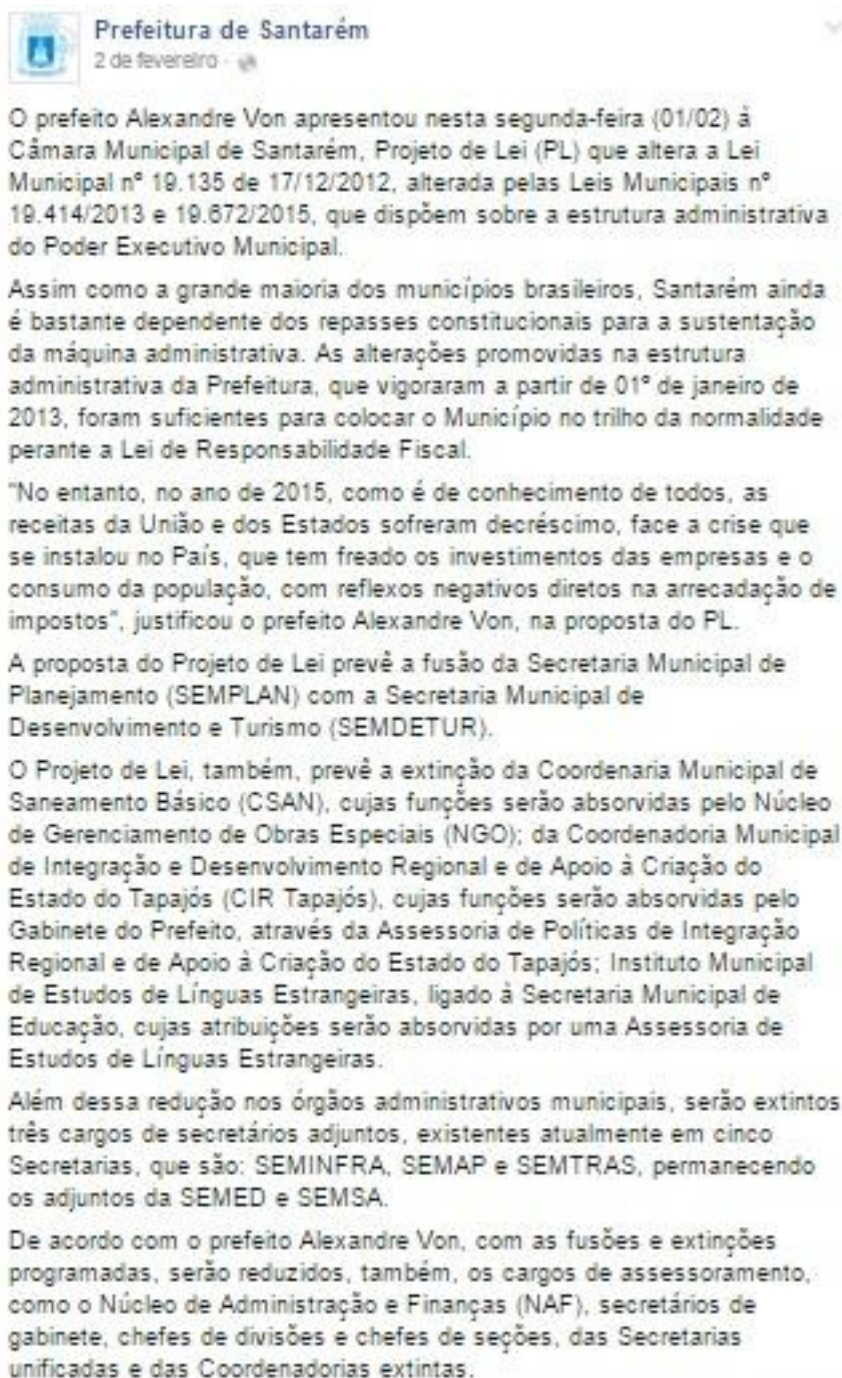 Prefeitura de Santarém
2 de fevereiro ·
O prefeito Alexandre Von apresentou nesta segunda-feira (01/02) à
Câmara Municipal de Santarém, Projeto de Lei (PL) que altera a Lei
Municipal nº 19.135 de 17/12/2012, alterada pelas Leis Municipais nº
19.414/2013 e 19.672/2015, que dispõem sobre a estrutura administrativa
do Poder Executivo Municipal.
Assim como a grande maioria dos municípios brasileiros, Santarém ainda
é bastante dependente dos repasses constitucionais para a sustentação
da máquina administrativa. As alterações promovidas na estrutura
administrativa da Prefeitura, que vigoraram a partir de 01º de janeiro de
2013, foram suficientes para colocar o Município no trilho da normalidade
perante a Lei de Responsabilidade Fiscal.
"No entanto, no ano de 2015, como é de conhecimento de todos, as
receitas da União e dos Estados sofreram decréscimo, face a crise que
se instalou no País, que tem freado os investimentos das empresas e o
consumo da população, com reflexos negativos diretos na arrecadação de
impostos", justificou o prefeito Alexandre Von, na proposta do PL.
A proposta do Projeto de Lei prevê a fusão da Secretaria Municipal de
Planejamento (SEMPLAN) com a Secretaria Municipal de
Desenvolvimento e Turismo (SEMDETUR).
O Projeto de Lei, também, prevê a extinção da Coordenaria Municipal de
Saneamento Básico (CSAN), cujas funções serão absorvidas pelo Núcleo
de Gerenciamento de Obras Especiais (NGO); da Coordenadoria Municipal
de Integração e Desenvolvimento Regional e de Apoio à Criação do
Estado do Tapajós (CIR Tapajós), cujas funções serão absorvidas pelo
Gabinete do Prefeito, através da Assessoria de Políticas de Integração
Regional e de Apoio à Criação do Estado do Tapajós; Instituto Municipal
de Estudos de Línguas Estrangeiras, ligado à Secretaria Municipal de
Educação, cujas atribuições serão absorvidas por uma Assessoria de
Estudos de Línguas Estrangeiras.
Além dessa redução nos órgãos administrativos municipais, serão extintos
três cargos de secretários adjuntos, existentes atualmente em cinco
Secretarias, que são: SEMINFRA, SEMAP e SEMTRAS, permanecendo
os adjuntos da SEMED e SEMSA.
De acordo com o prefeito Alexandre Von, com as fusões e extinções
programadas, serão reduzidos, também, os cargos de assessoramento,
como o Núcleo de Administração e Finanças (NAF), secretários de
gabinete, chefes de divisões e chefes de seções, das Secretarias
unificadas e das Coordenadorias extintas.